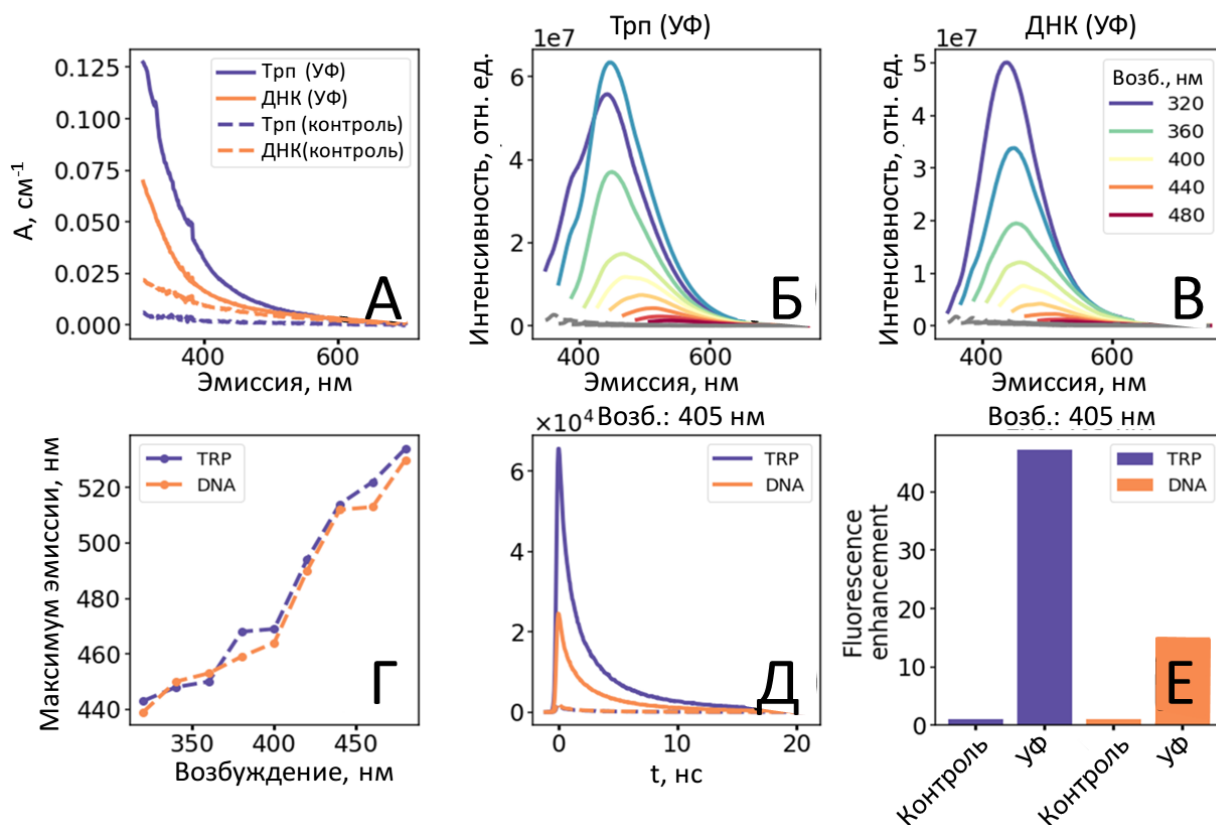 Трп (УФ)
ДНК (УФ)
A, см⁻¹
0.125
0.100
0.075
0.050
0.025
0.000
Трп (УФ)
ДНК (УФ)
Трп (контроль)
ДНК(контроль)
А
400
600
Эмиссия, нм
1e7
Интенсивность, отн. ед.
6
4
2
0
Б
400
600
Эмиссия, нм
1e7
Интенсивность, отн. ед.
5
4
3
2
1
0
Возб., нм
320
360
400
440
480
В
400
600
Эмиссия, нм
Максимум эмиссии, нм
520
500
480
460
440
TRP
DNA
Г
350
400
450
Возбуждение, нм
×10⁴
Возб.: 405 нм
6
4
2
0
TRP
DNA
Д
0
10
20
t, нс
Возб.: 405 нм
Fluorescence
enhancement
40
30
20
10
0
TRP
DNA
Е
Контроль
УФ
Контроль
УФ